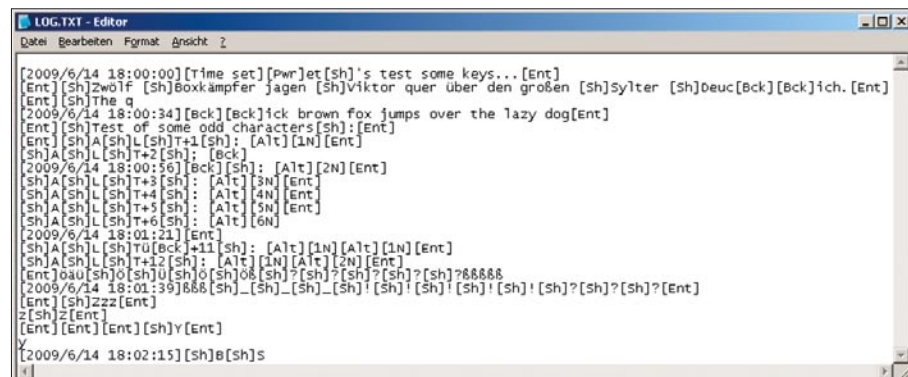 LOG.TXT - Editor
Datei Bearbeiten Format Ansicht ?
[2009/6/14 18:00:00][Time set][Pwr]et[Sh]'s test some keys...[Ent]
[Ent][Sh]Zwölf [Sh]Boxkämpfer jagen [Sh]Viktor quer über den großen [Sh]Sylter [Sh]Deuc[Bck][Bck]ich.[Ent]
[Ent][Sh]The q
[2009/6/14 18:00:34][Bck][Bck]ick brown fox jumps over the lazy dog[Ent]
[Ent][Sh]Test of some odd characters[Sh]:[Ent]
[Ent][Sh]A[Sh]L[Sh]T+1[Sh]: [Alt][1N][Ent]
[Sh]A[Sh]L[Sh]T+2[Sh]; [Bck]
[2009/6/14 18:00:56][Bck][Sh]: [Alt][2N][Ent]
[Sh]A[Sh]L[Sh]T+3[Sh]: [Alt][3N][Ent]
[Sh]A[Sh]L[Sh]T+4[Sh]: [Alt][4N][Ent]
[Sh]A[Sh]L[Sh]T+5[Sh]: [Alt][5N][Ent]
[Sh]A[Sh]L[Sh]T+6[Sh]: [Alt][6N]
[2009/6/14 18:01:21][Ent]
[Sh]A[Sh]L[Sh]Tü[Bck]+11[Sh]: [Alt][1N][Alt][1N][Ent]
[Sh]A[Sh]L[Sh]T+12[Sh]: [Alt][1N][Alt][2N][Ent]
[Ent]öäü[Sh]ö[Sh]Ü[Sh]ö[Sh]öß[Sh]?[Sh]?[Sh]?[Sh]?[Sh]?ßßßßß
[2009/6/14 18:01:39]ßßß[Sh]_[Sh]_[Sh]_[Sh]![Sh]![Sh]![Sh]![Sh]![Sh]?[Sh]?[Sh]?[Ent]
[Ent][Sh]Zzz[Ent]
z[Sh]Z[Ent]
[Ent][Ent][Ent][Sh]Y[Ent]
y
[2009/6/14 18:02:15][Sh]B[Sh]S